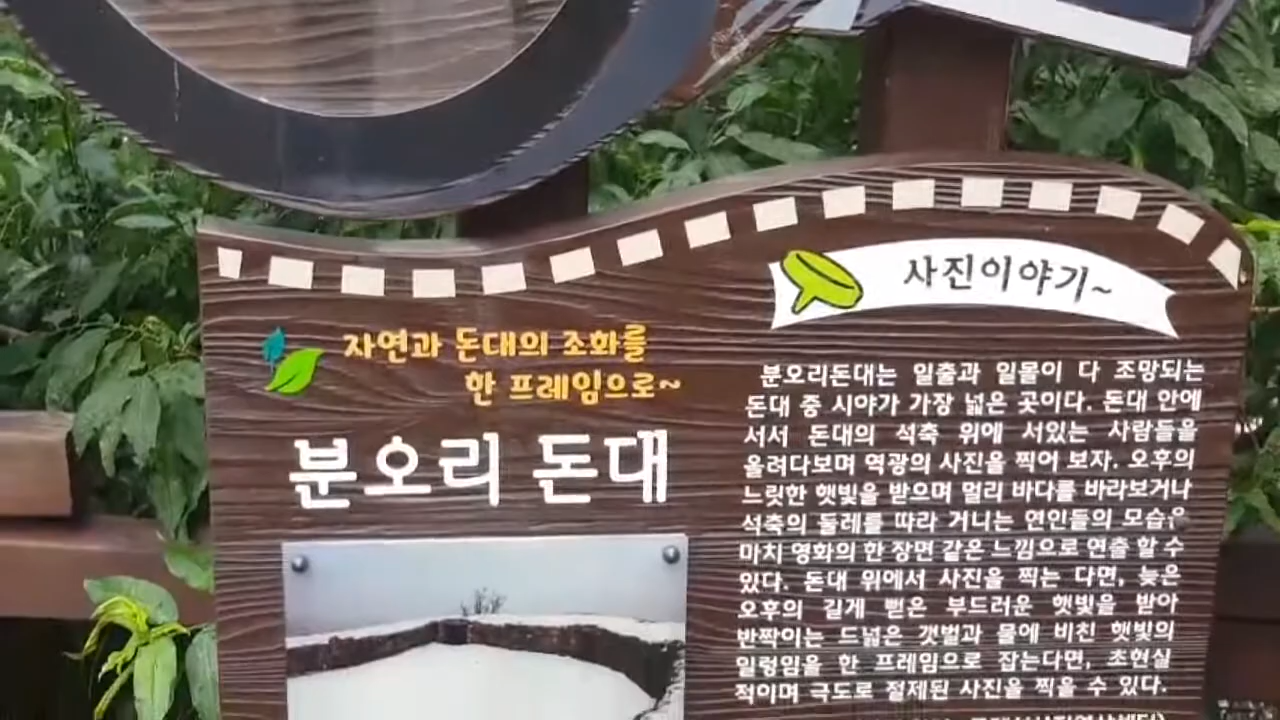 자연과 돈대의 조화를
한 프레임으로~
분오리 돈대
사진이야기~
분오리돈대는 일출과 일몰이 다 조망되는
돈대 중 시야가 가장 넓은 곳이다. 돈대 안에
서서 돈대의 석축 위에 서있는 사람들을
올려다보며 역광의 사진을 찍어 보자. 오후의
느릿한 햇빛을 받으며 멀리 바다를 바라보거나
석축의 둘레를 따라 거니는 연인들의 모습은
마치 영화의 한 장면 같은 느낌으로 연출 할 수
있다. 돈대 위에서 사진을 찍는 다면, 늦은
오후의 길게 뻗은 부드러운 햇빛을 받아
반짝이는 드넓은 갯벌과 물에 비친 햇빛의
일렁임을 한 프레임으로 잡는다면, 초현실
적이며 극도로 절제된 사진을 찍을 수 있다.